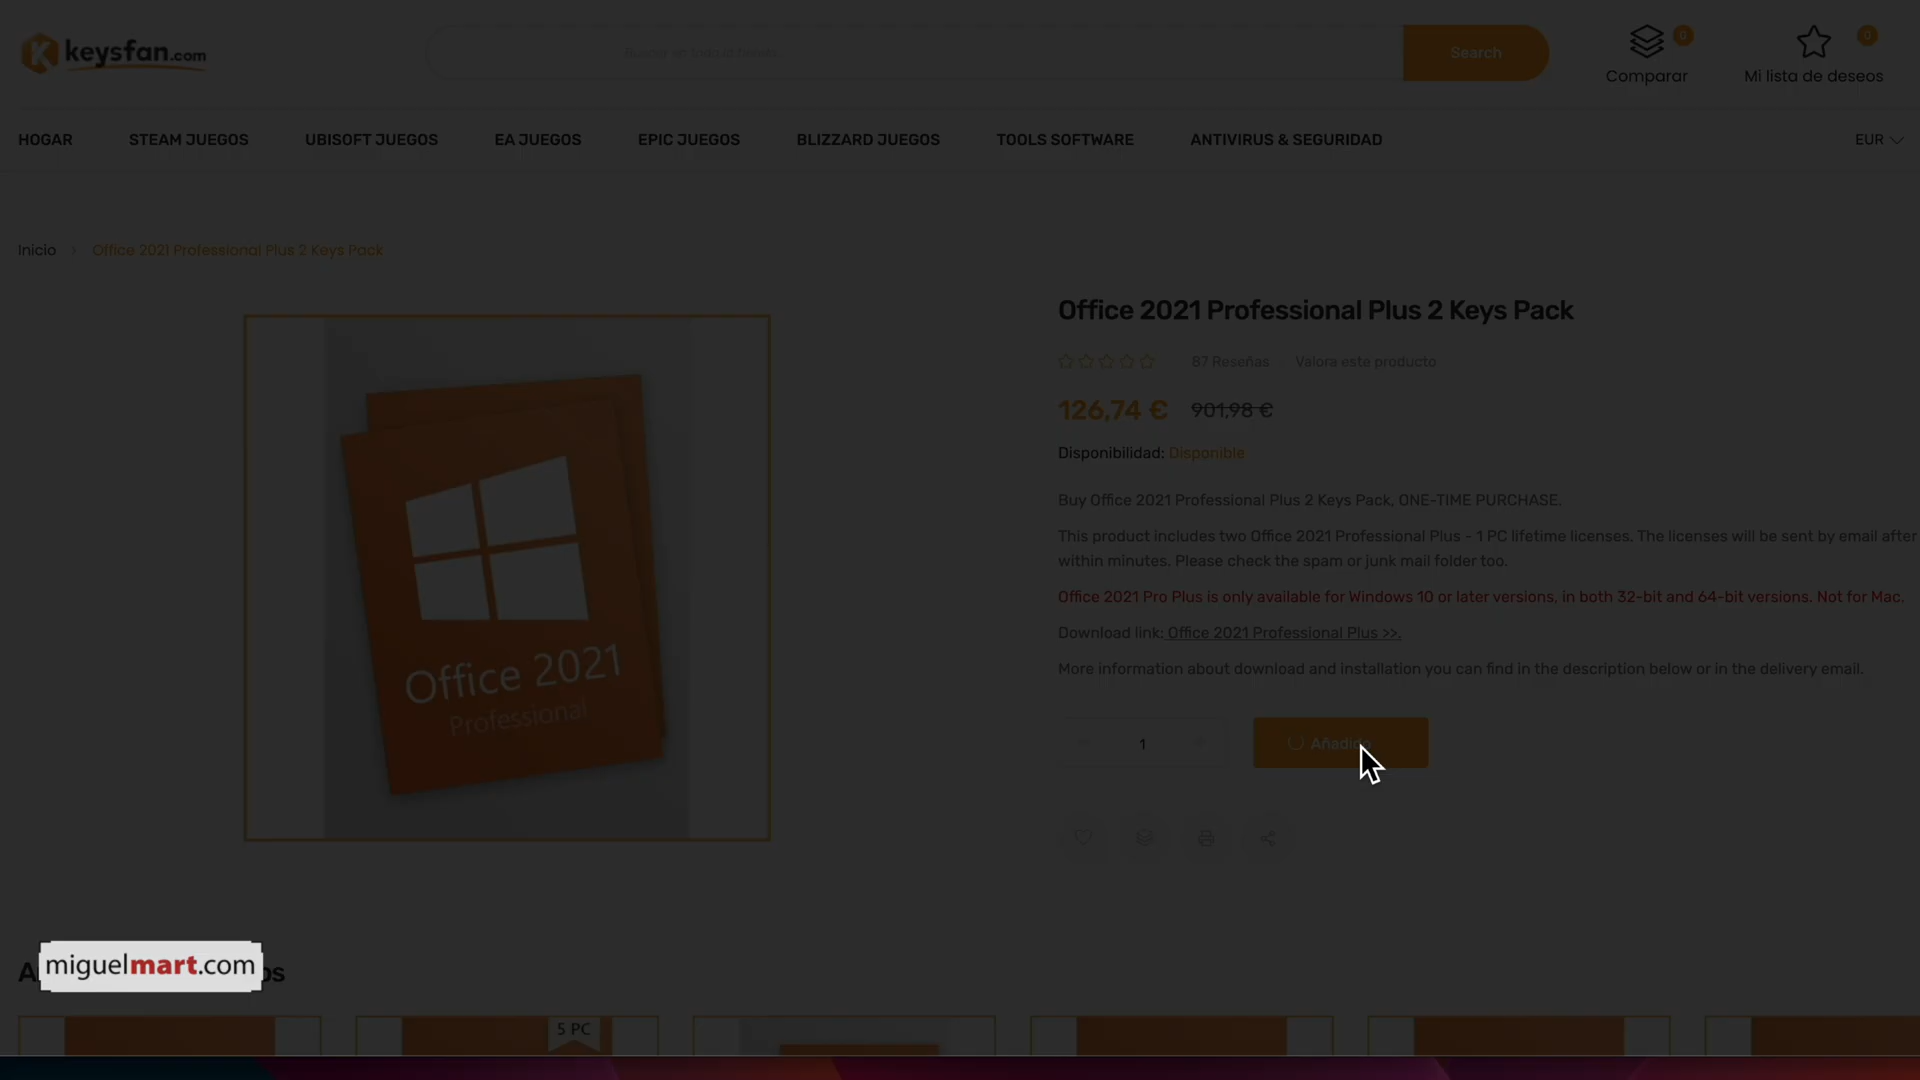 keysfan.com
Buscar en toda la tienda...
Search
0
Comparar
0
Mi lista de deseos
HOGAR
STEAM JUEGOS
UBISOFT JUEGOS
EA JUEGOS
EPIC JUEGOS
BLIZZARD JUEGOS
TOOLS SOFTWARE
ANTIVIRUS & SEGURIDAD
EUR
Inicio > Office 2021 Professional Plus 2 Keys Pack
Office 2021
Professional
Office 2021 Professional Plus 2 Keys Pack
87 Reseñas
Valora este producto
126,74 € 901,98 €
Disponibilidad: Disponible
Buy Office 2021 Professional Plus 2 Keys Pack, ONE-TIME PURCHASE.
This product includes two Office 2021 Professional Plus - 1 PC lifetime licenses. The licenses will be sent by email after
within minutes. Please check the spam or junk mail folder too.
Office 2021 Pro Plus is only available for Windows 10 or later versions, in both 32-bit and 64-bit versions. Not for Mac.
Download link: Office 2021 Professional Plus >>.
More information about download and installation you can find in the description below or in the delivery email.
1
miguelmart.com
5 PC